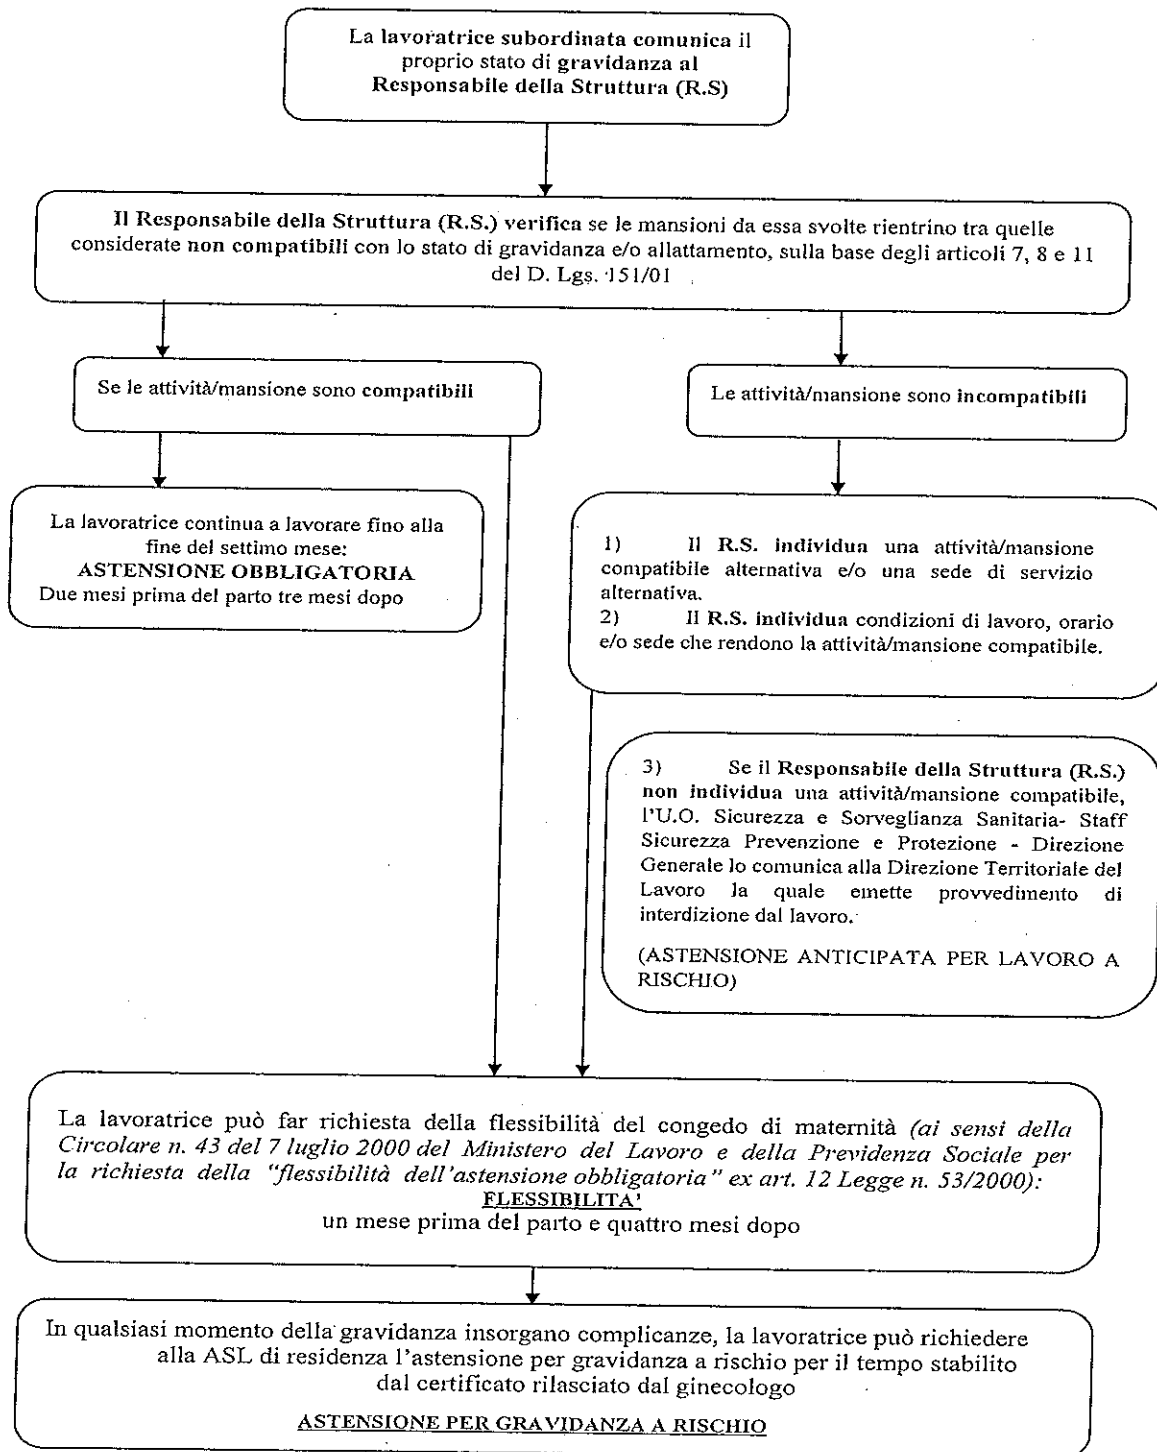 La lavoratrice subordinata comunica il
proprio stato di gravidanza al
Responsabile della Struttura (R.S)
Il Responsabile della Struttura (R.S.) verifica se le mansioni da essa svolte rientrino tra quelle
considerate non compatibili con lo stato di gravidanza e/o allattamento, sulla base degli articoli 7, 8 e 11
del D. Lgs. 151/01
Se le attività/mansione sono compatibili
Le attività/mansione sono incompatibili
La lavoratrice continua a lavorare fino alla
fine del settimo mese:
ASTENSIONE OBBLIGATORIA
Due mesi prima del parto tre mesi dopo
1) Il R.S. individua una attività/mansione
compatibile alternativa e/o una sede di servizio
alternativa.
2) Il R.S. individua condizioni di lavoro, orario
e/o sede che rendono la attività/mansione compatibile.
3) Se il Responsabile della Struttura (R.S.)
non individua una attività/mansione compatibile,
l'U.O. Sicurezza e Sorveglianza Sanitaria- Staff
Sicurezza Prevenzione e Protezione - Direzione
Generale lo comunica alla Direzione Territoriale del
Lavoro la quale emette provvedimento di
interdizione dal lavoro.
(ASTENSIONE ANTICIPATA PER LAVORO A
RISCHIO)
La lavoratrice può far richiesta della flessibilità del congedo di maternità (ai sensi della
Circolare n. 43 del 7 luglio 2000 del Ministero del Lavoro e della Previdenza Sociale per
la richiesta della "flessibilità dell'astensione obbligatoria" ex art. 12 Legge n. 53/2000):
FLESSIBILITA'
un mese prima del parto e quattro mesi dopo
In qualsiasi momento della gravidanza insorgano complicanze, la lavoratrice può richiedere
alla ASL di residenza l'astensione per gravidanza a rischio per il tempo stabilito
dal certificato rilasciato dal ginecologo
ASTENSIONE PER GRAVIDANZA A RISCHIO